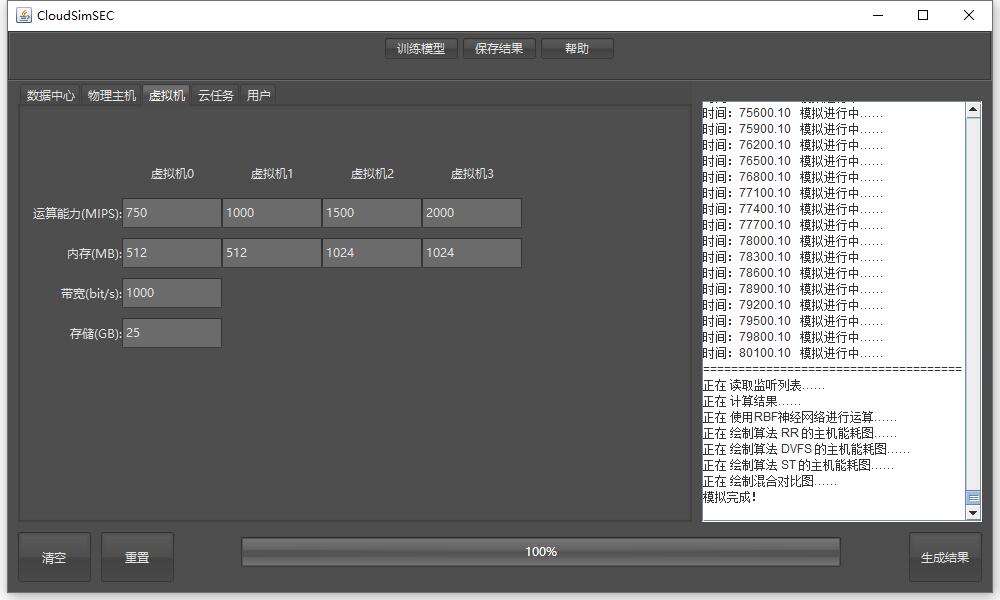 CloudSimSEC
训练模型 保存结果 帮助
数据中心 物理主机 虚拟机 云任务 用户
虚拟机0 虚拟机1 虚拟机2 虚拟机3
运算能力(MIPS): 750 1000 1500 2000
内存(MB): 512 512 1024 1024
带宽(bit/s): 1000
存储(GB): 25
时间：75600.10 模拟进行中……
时间：75900.10 模拟进行中……
时间：76200.10 模拟进行中……
时间：76500.10 模拟进行中……
时间：76800.10 模拟进行中……
时间：77100.10 模拟进行中……
时间：77400.10 模拟进行中……
时间：77700.10 模拟进行中……
时间：78000.10 模拟进行中……
时间：78300.10 模拟进行中……
时间：78600.10 模拟进行中……
时间：78900.10 模拟进行中……
时间：79200.10 模拟进行中……
时间：79500.10 模拟进行中……
时间：79800.10 模拟进行中……
时间：80100.10 模拟进行中……
=====================================
正在 读取监听列表……
正在 计算结果……
正在 使用RBF神经网络进行运算……
正在 绘制算法 RR 的主机能耗图……
正在 绘制算法 DVFS 的主机能耗图……
正在 绘制算法 ST 的主机能耗图……
正在 绘制混合对比图……
模拟完成！
清空 重置 100% 生成结果